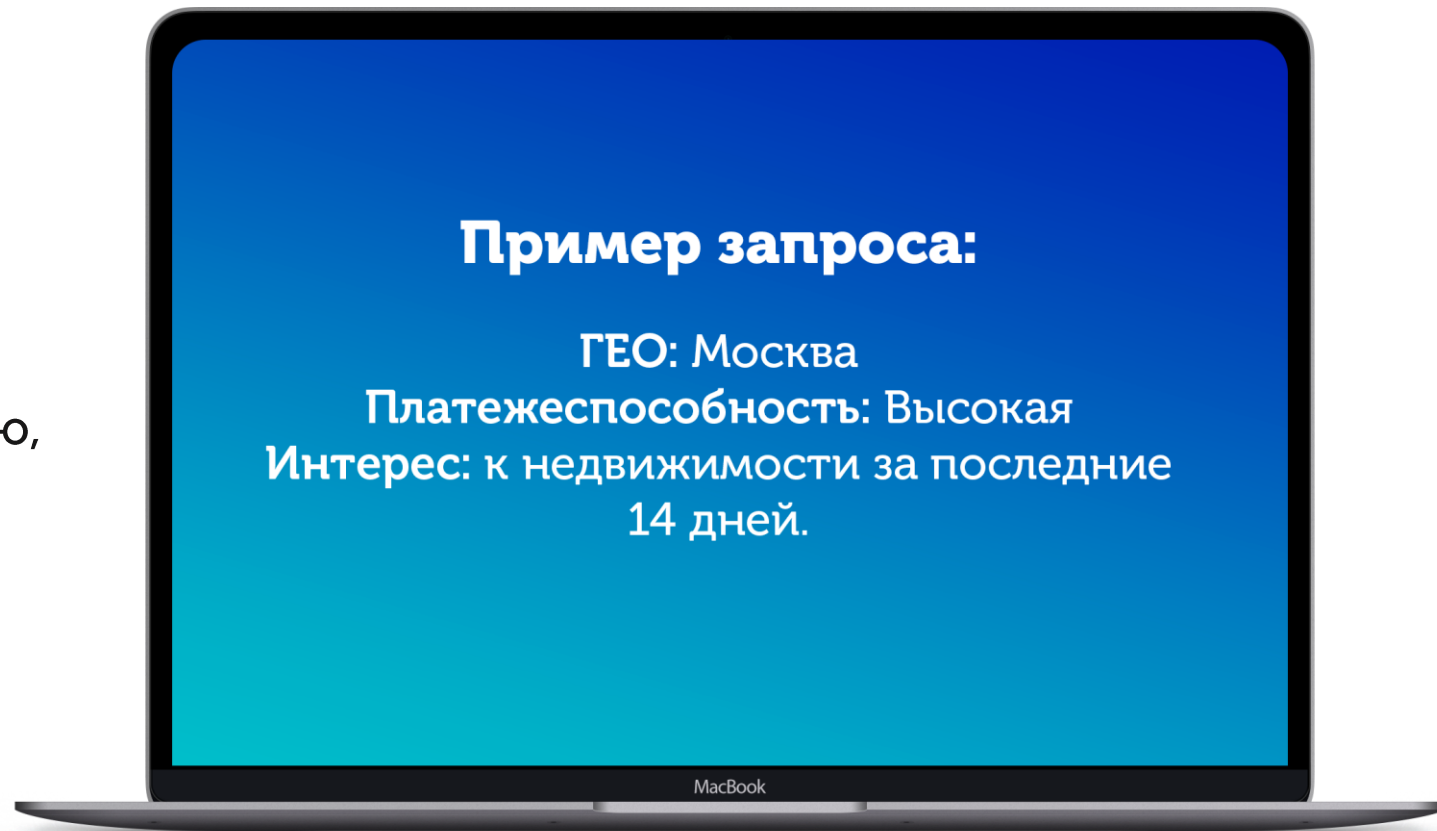 Пример запроса:
ГЕО: Москва
Платежеспособность: Высокая
ю,
Интерес: к недвижимости за последние
14 дней.
MacBook